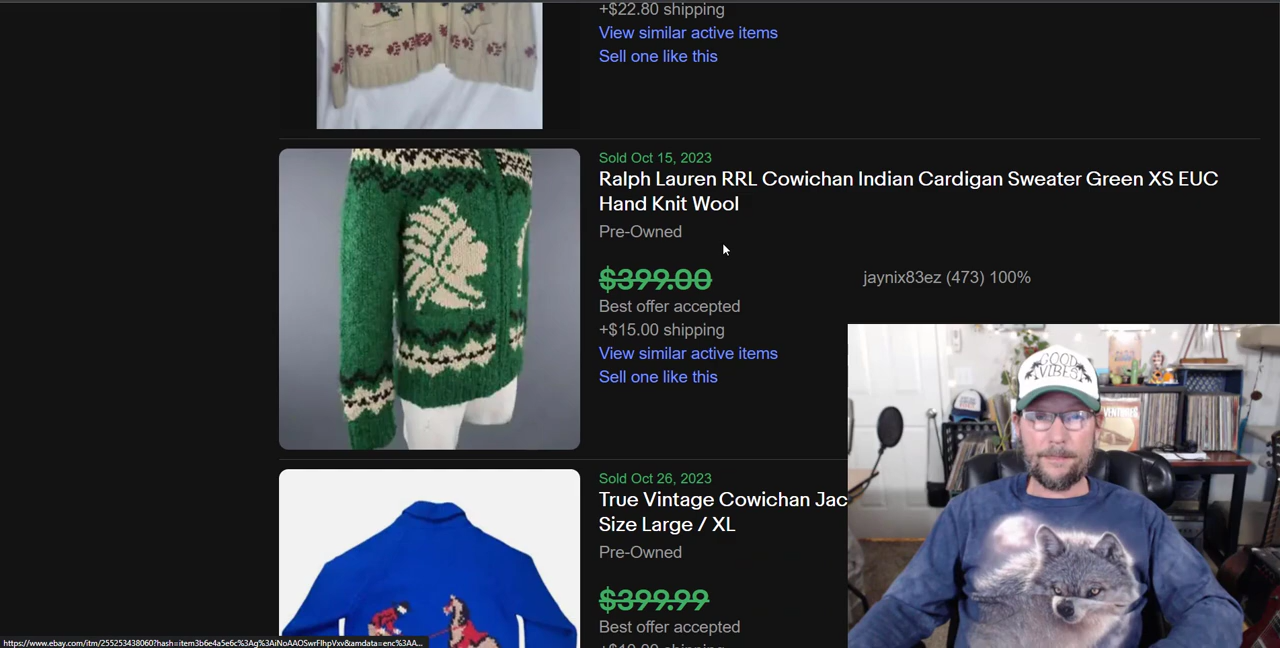 +$22.80 shipping
View similar active items
Sell one like this
Sold Oct 15, 2023
Ralph Lauren RRL Cowichan Indian Cardigan Sweater Green XS EUC
Hand Knit Wool
Pre-Owned
$399.00
jaynix83ez (473) 100%
Best offer accepted
+$15.00 shipping
View similar active items
Sell one like this
GOOD
VIBES
VENTURES
Sold Oct 26, 2023
True Vintage Cowichan Jac
Size Large / XL
Pre-Owned
$399.99
Best offer accepted